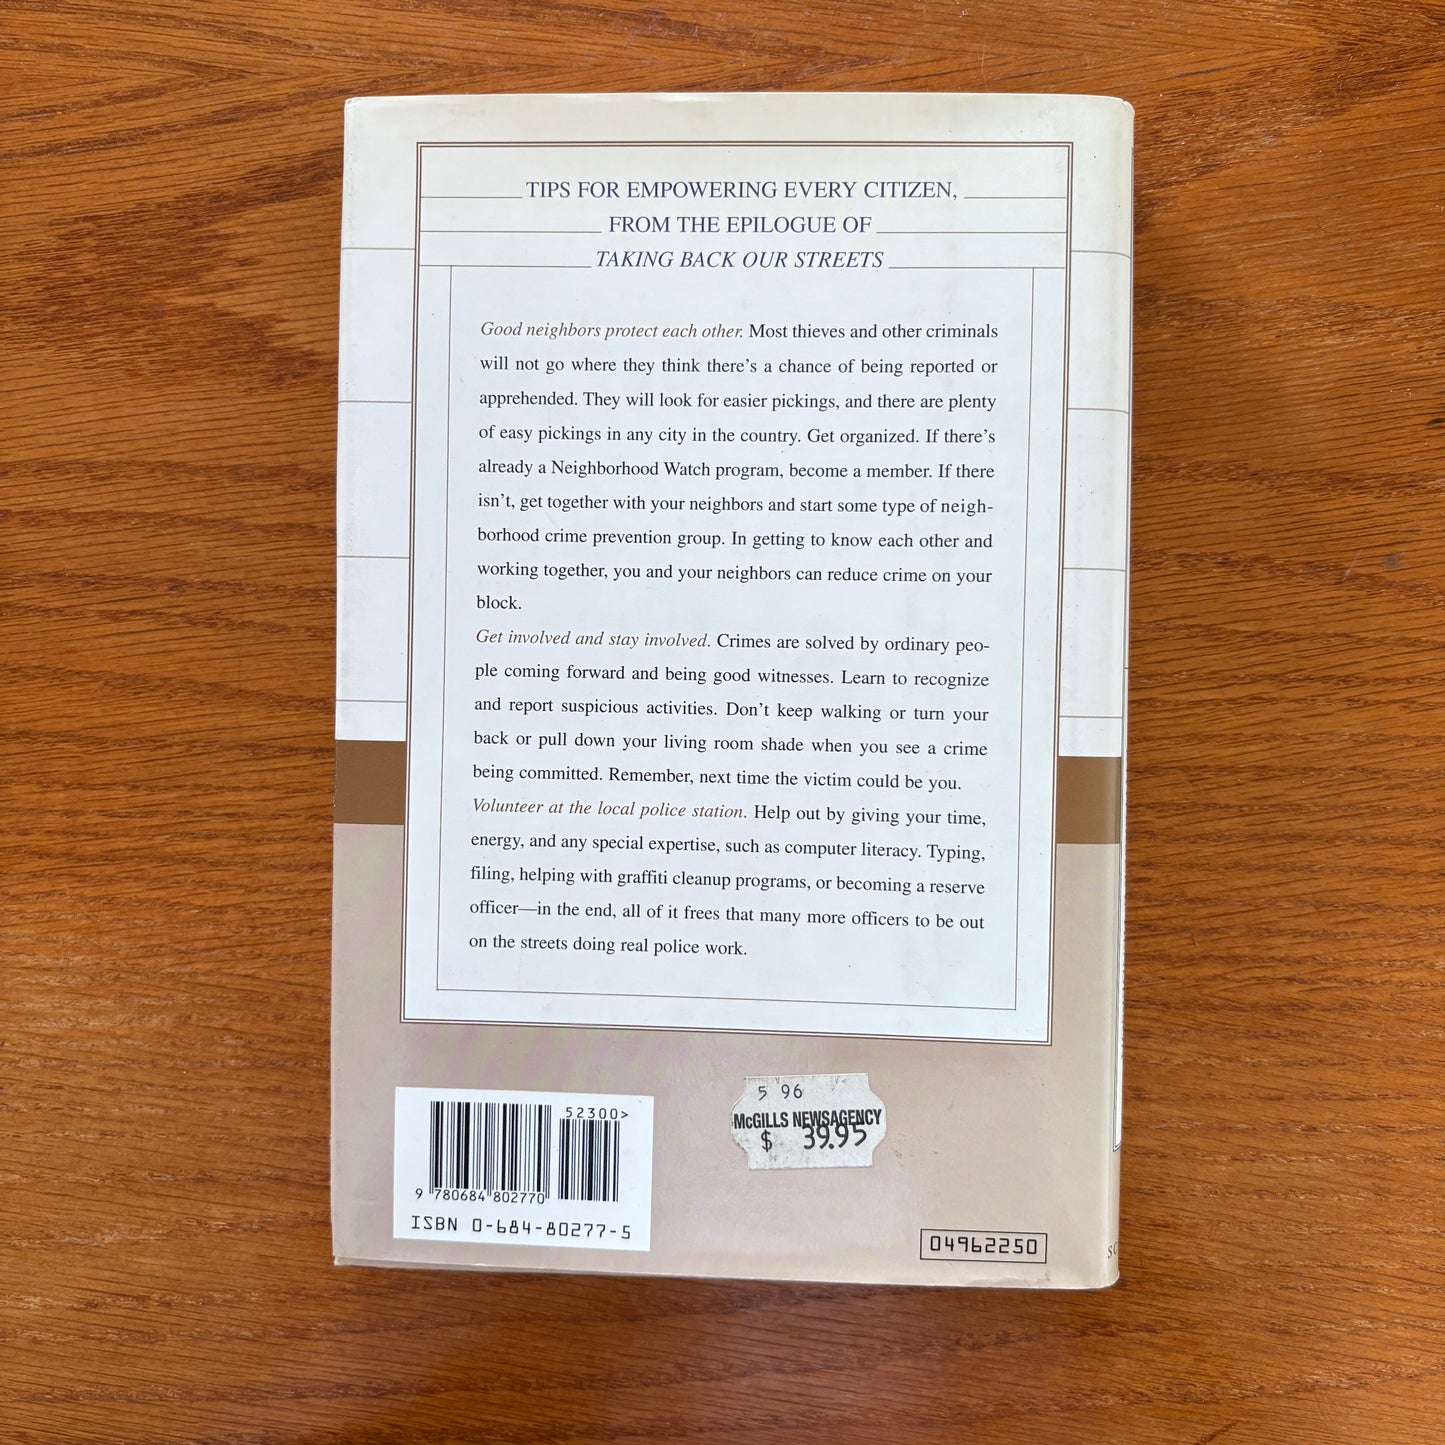 TIPS FOR EMPOWERING EVERY CITIZEN,
FROM THE EPILOGUE OF
TAKING BACK OUR STREETS
Good neighbors protect each other. Most thieves and other criminals
will not go where they think there's a chance of being reported or
apprehended. They will look for easier pickings, and there are plenty
of easy pickings in any city in the country. Get organized. If there's
already a Neighborhood Watch program, become a member. If there
isn't, get together with your neighbors and start some type of neigh-
borhood crime prevention group. In getting to know each other and
working together, you and your neighbors can reduce crime on your
block.
Get involved and stay involved. Crimes are solved by ordinary peo-
ple coming forward and being good witnesses. Learn to recognize
and report suspicious activities. Don't keep walking or turn your
back or pull down your living room shade when you see a crime
being committed. Remember, next time the victim could be you.
Volunteer at the local police station. Help out by giving your time,
energy, and any special expertise, such as computer literacy. Typing,
filing, helping with graffiti cleanup programs, or becoming a reserve
officer—in the end, all of it frees that many more officers to be out
on the streets doing real police work.
5 96
McGILLS NEWSAGENCY
$ 39.95
52300>
9 780684 802770
ISBN 0-684-80277-5
04962250